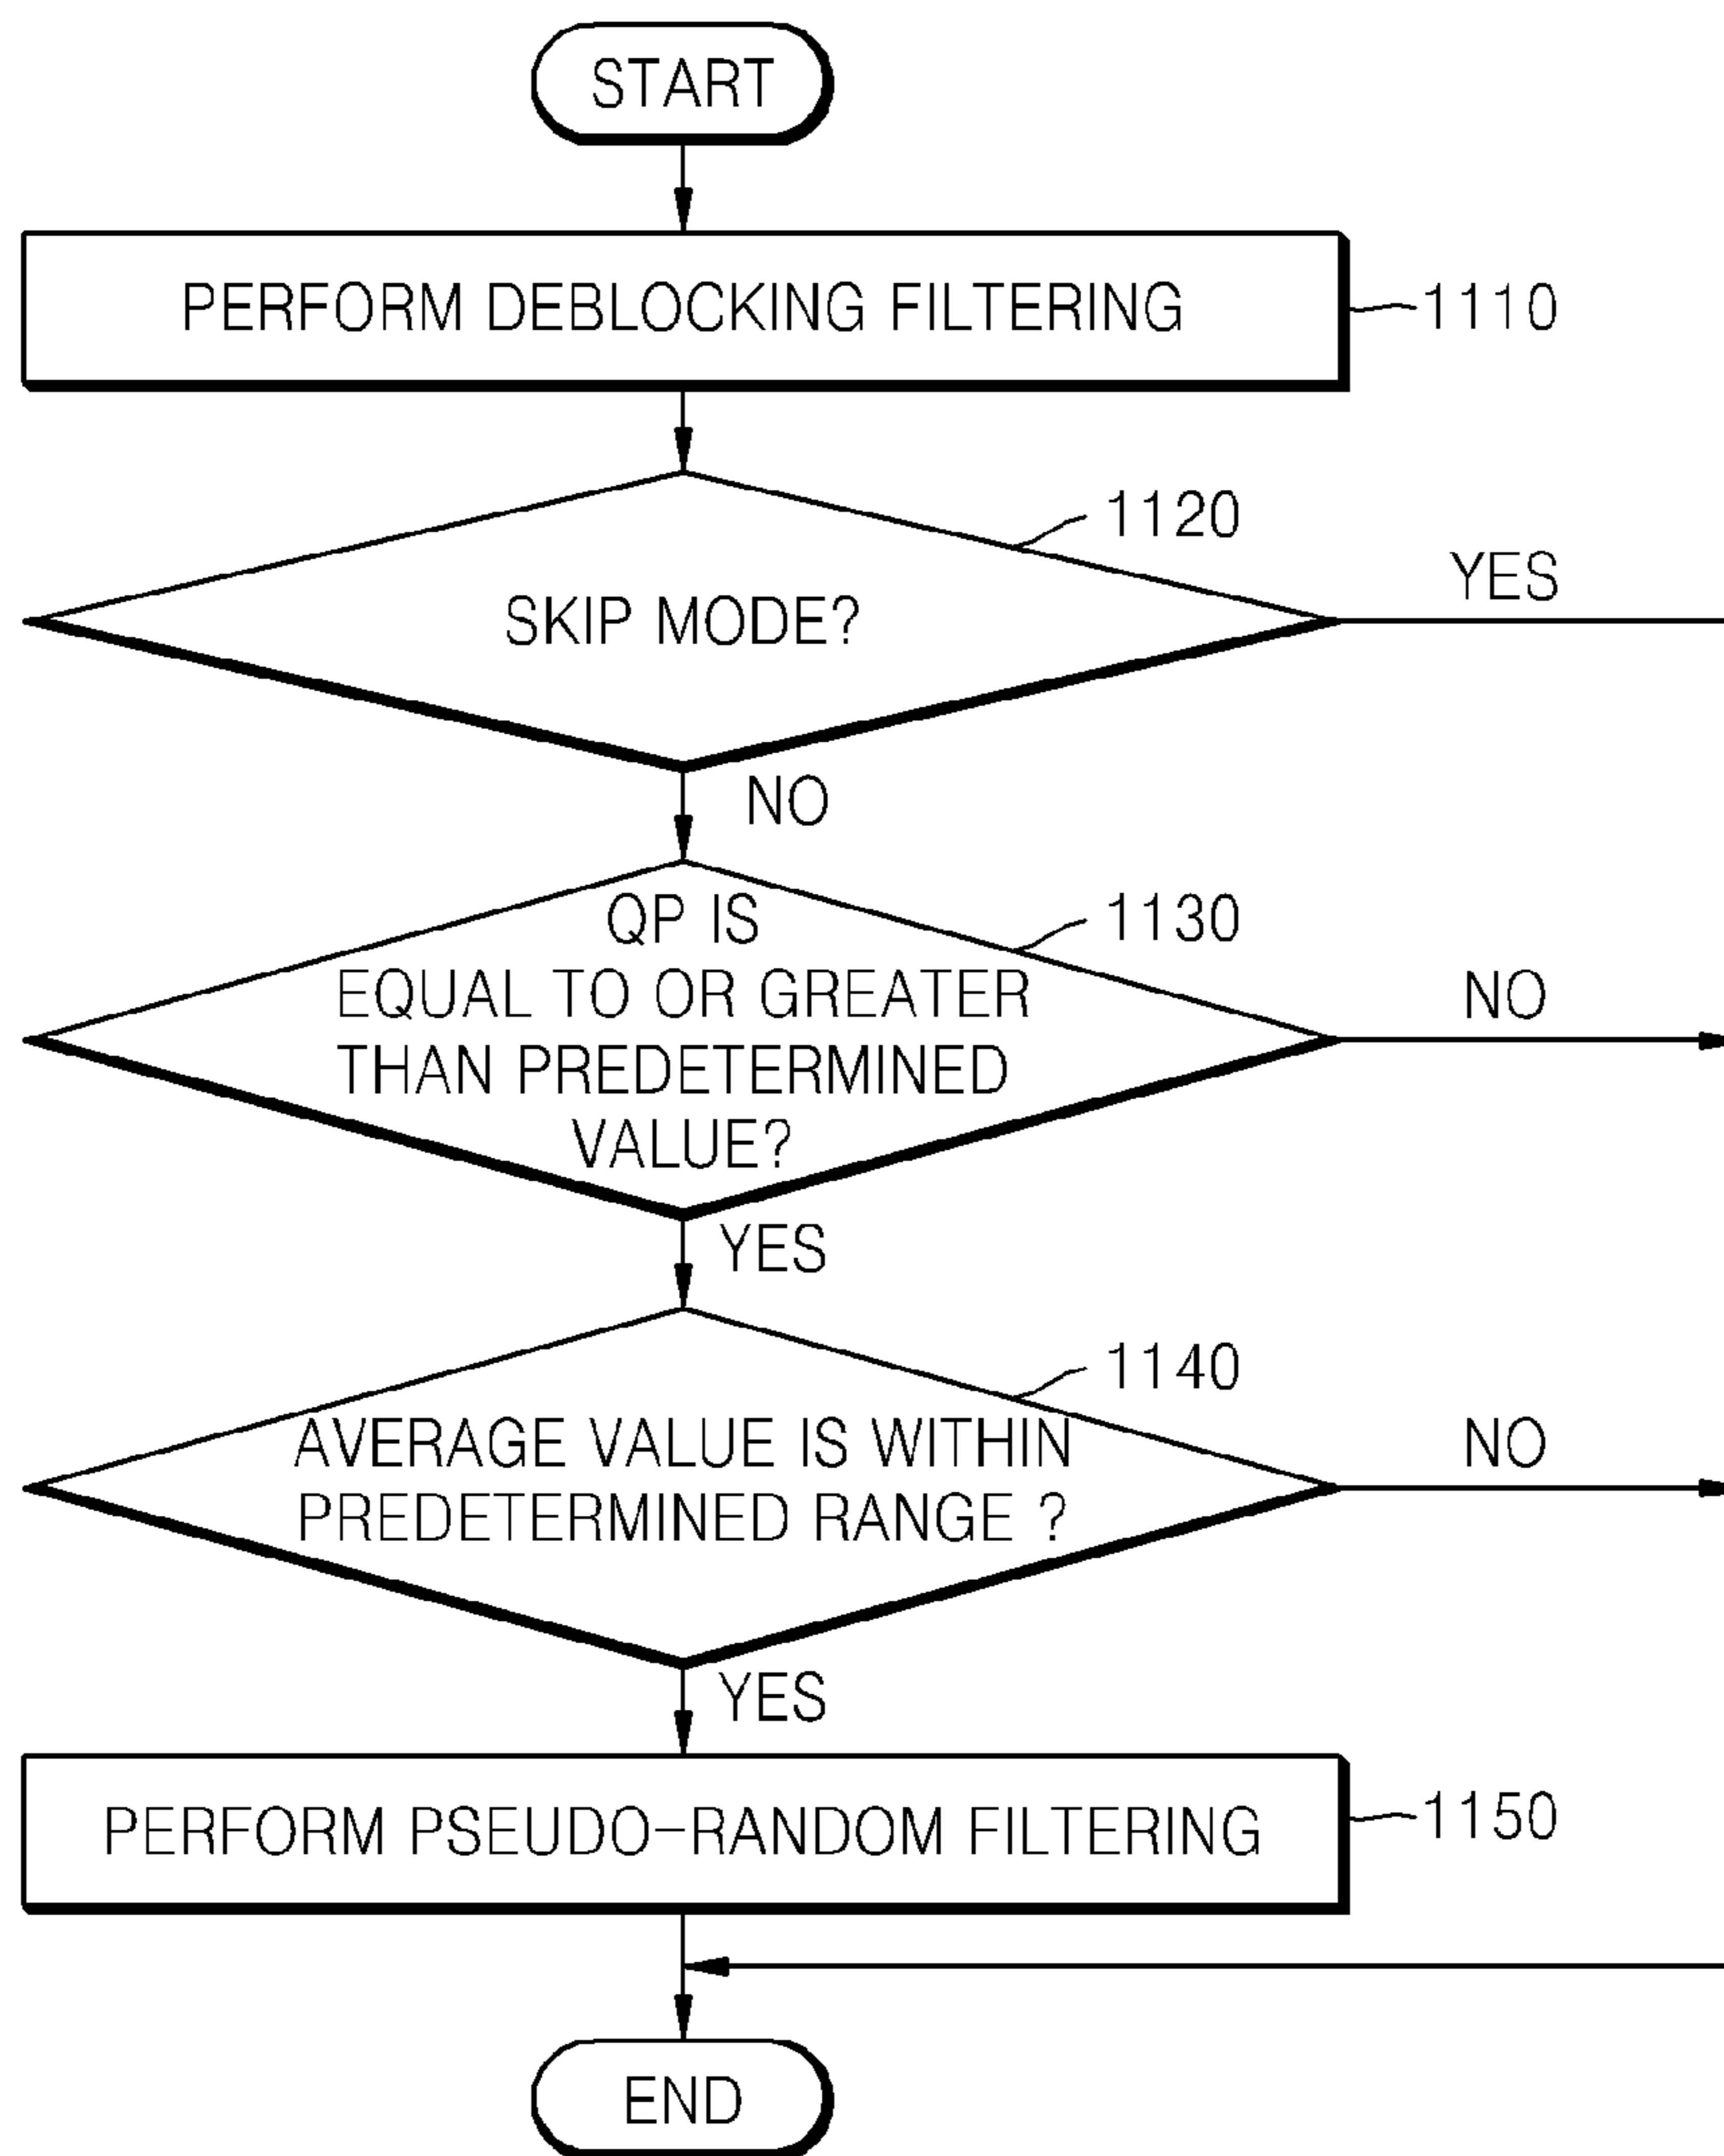 START
PERFORM DEBLOCKING FILTERING
1110
1120
YES
SKIP MODE?
NO
QP IS
1130
EQUAL TO OR GREATER
NO
THAN PREDETERMINED
VALUE?
YES
1140
AVERAGE VALUE IS WITHIN
NO
PREDETERMINED RANGE ?
YES
PERFORM PSEUDO-RANDOM FILTERING
1150
END